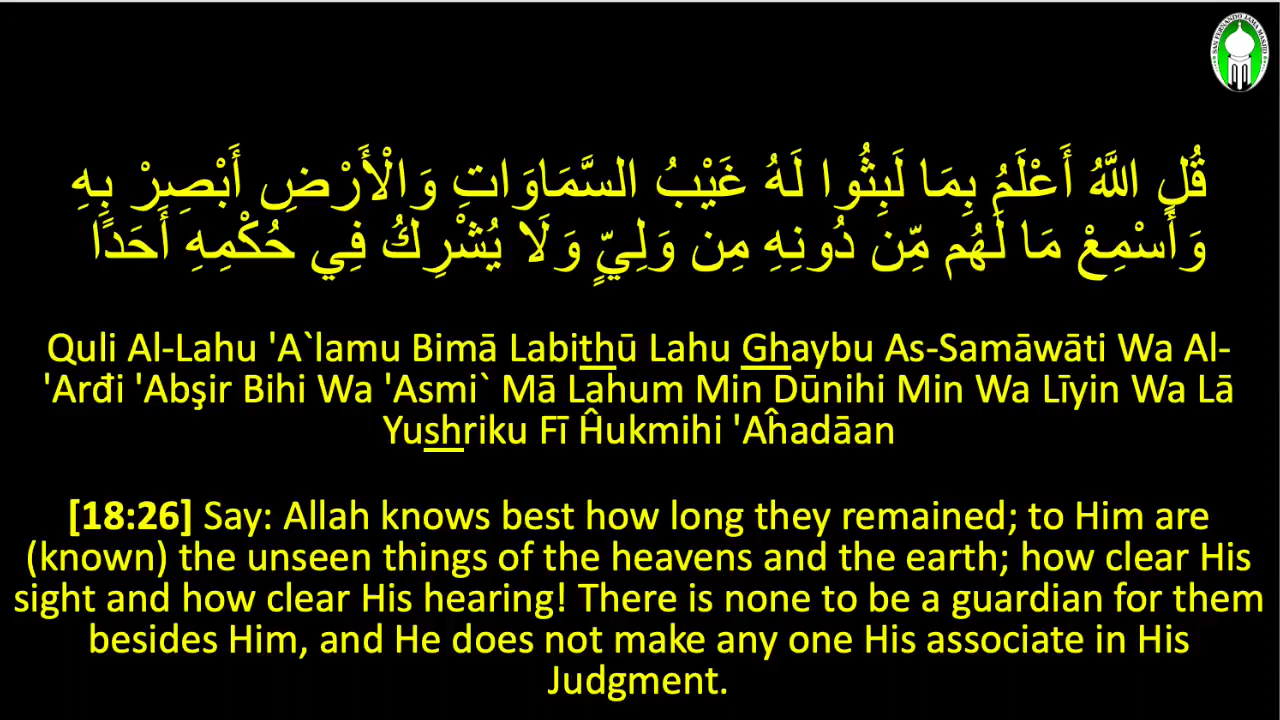 SAN FERNANDO JAMA MASJID
قُلِ اللَّهُ أَعْلَمُ بِمَا لَبِثُوا لَهُ غَيْبُ السَّمَاوَاتِ وَالْأَرْضِ أَبْصِرْ بِهِ
وَأَسْمِعْ مَا لَهُم مِّن دُونِهِ مِن وَلِيٍّ وَلَا يُشْرِكُ فِي حُكْمِهِ أَحَدًا
Quli Al-Lahu 'A`lamu Bimā Labithū Lahu Ghaybu As-Samāwāti Wa Al-
'Arđi 'Abşir Bihi Wa 'Asmi` Mā Lahum Min Dūnihi Min Wa Līyin Wa Lā
Yushriku Fī Ĥukmihi 'Aĥadāan
[18:26] Say: Allah knows best how long they remained; to Him are
(known) the unseen things of the heavens and the earth; how clear His
sight and how clear His hearing! There is none to be a guardian for them
besides Him, and He does not make any one His associate in His
Judgment.